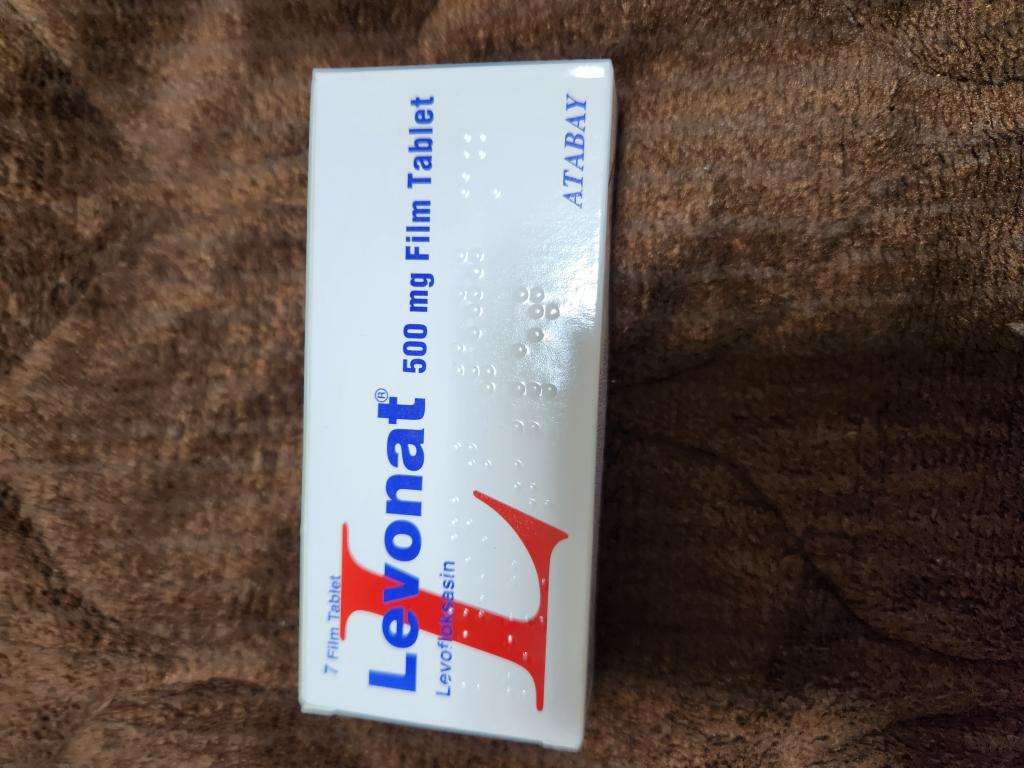 7 Film Tablet
Levonat® 500 mg Film Tablet
Levofloksasin
ATABAY